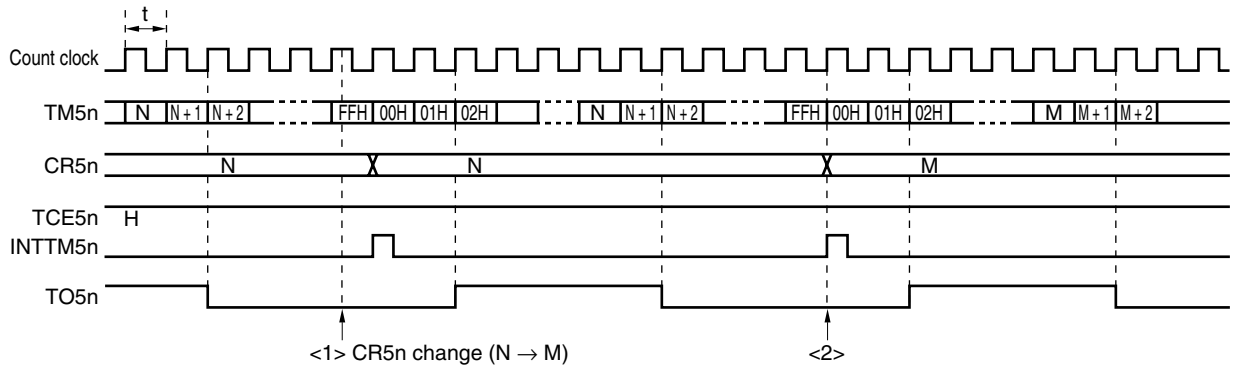 t
Count clock
TM5n N N + 1 N + 2 FFH 00H 01H 02H N N + 1 N + 2 FFH 00H 01H 02H M M + 1 M + 2
CR5n N N M
TCE5n H
INTTM5n
TO5n
<1> CR5n change (N → M) <2>